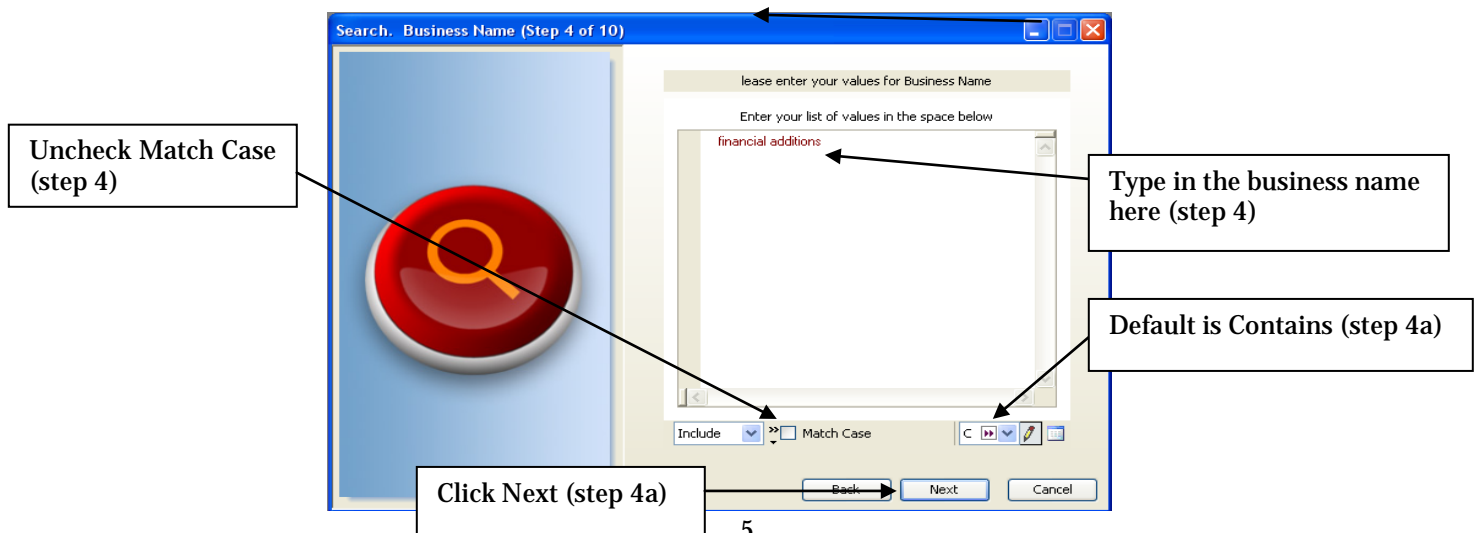 Search. Business Name (Step 4 of 10)
lease enter your values for Business Name
Enter your list of values in the space below
financial additions
Uncheck Match Case
(step 4)
Type in the business name
here (step 4)
Default is Contains (step 4a)
Include
Match Case
C
Click Next (step 4a)
Back
Next
Cancel
5